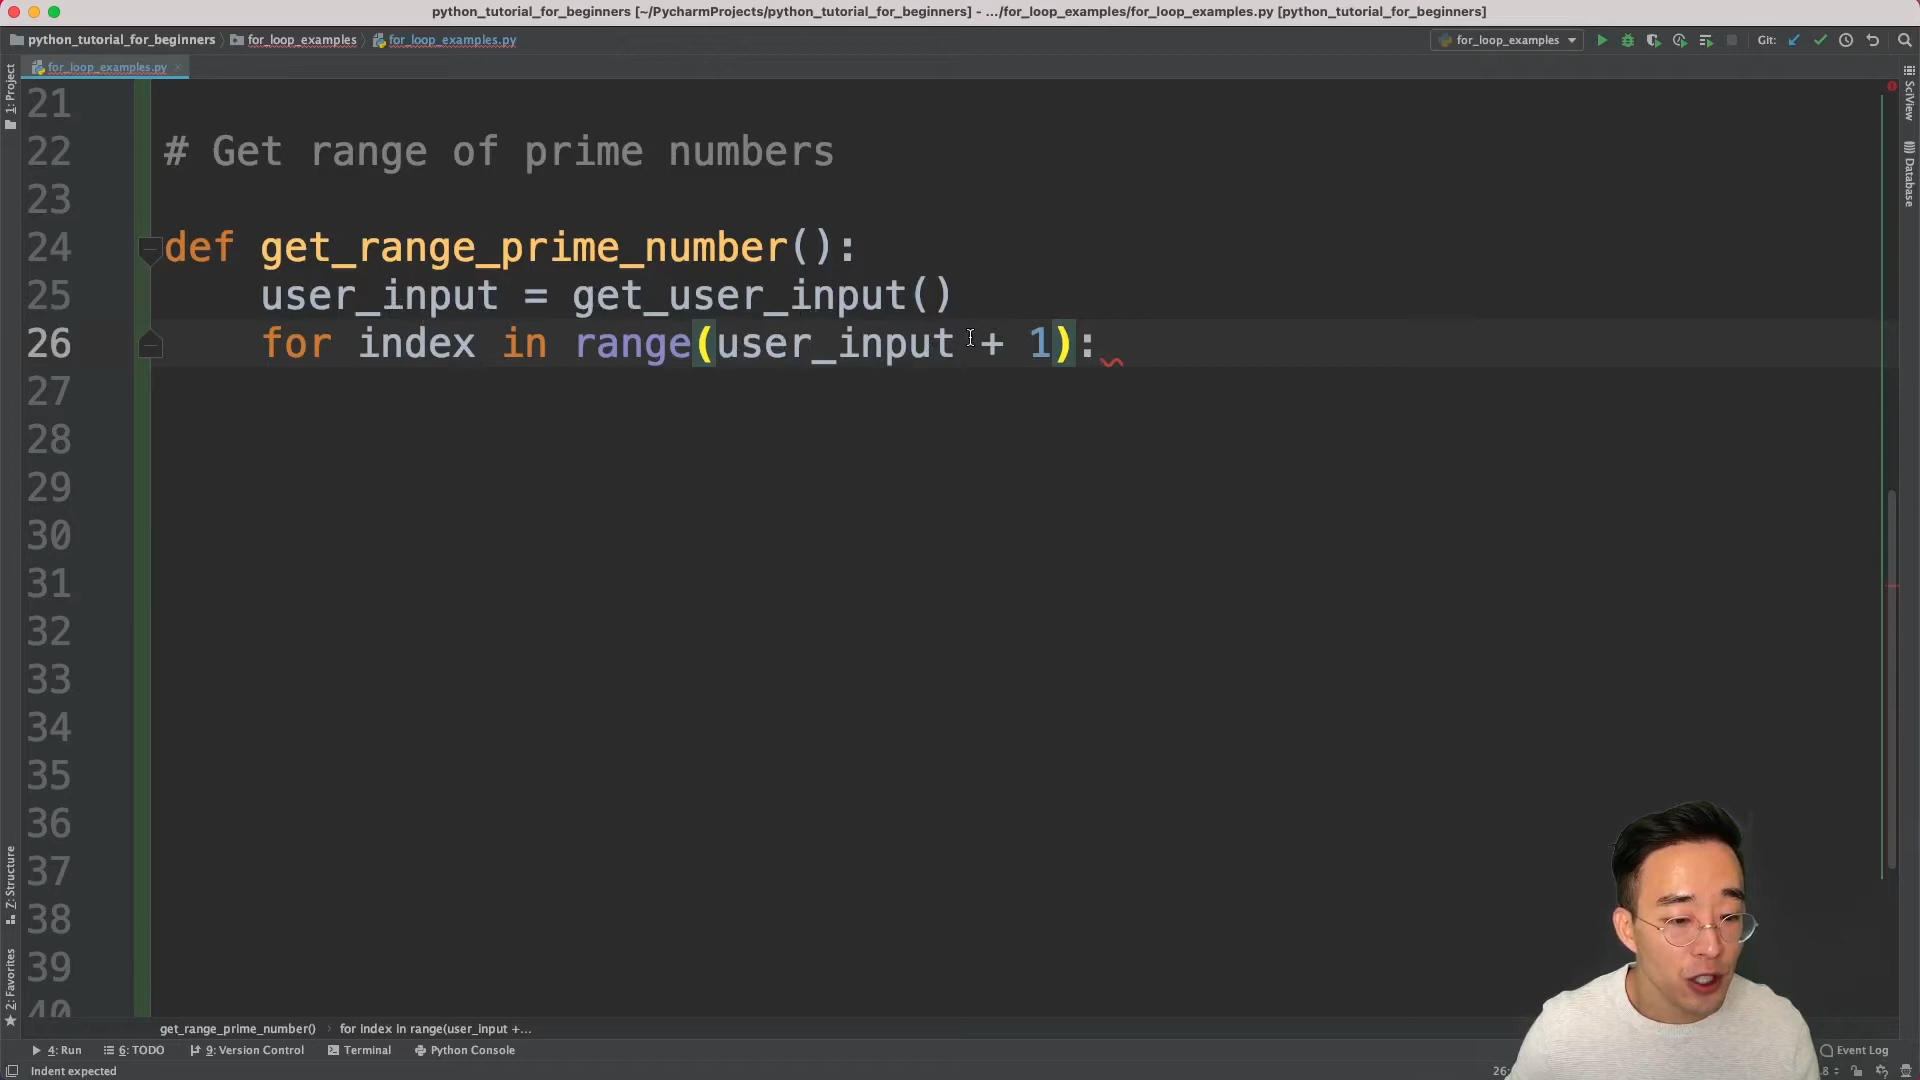 python_tutorial_for_beginners [~/PycharmProjects/python_tutorial_for_beginners] - .../for_loop_examples/for_loop_examples.py [python_tutorial_for_beginners]
python_tutorial_for_beginners for_loop_examples for_loop_examples.py for_loop_examples Git:
for_loop_examples.py
1: Project
SciView
Database
21
22 # Get range of prime numbers
23
24 def get_range_prime_number():
25 user_input = get_user_input()
26 for index in range(user_input + 1):
27
28
29
30
31
32
33
34
35
36
37
38
39
40
Z: Structure
2: Favorites
get_range_prime_number() for index in range(user_input +...
4: Run 6: TODO 9: Version Control Terminal Python Console Event Log
Indent expected 26: .8